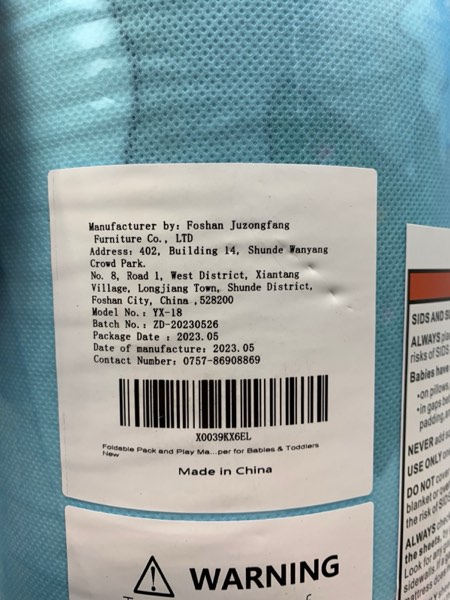 Manufacturer by: Foshan Juzongfang
Furniture Co., LTD
Address: 402, Building 14, Shunde Wanyang
Crowd Park.
No. 8, Road 1, West District, Xiantang
Village, Longjiang Town, Shunde District,
Foshan City, China ,528200
Model No.: YX-18
Batch No.: ZD-20230526
Package Date : 2023.05
Date of manufacture: 2023.05
Contact Number: 0757-86908869
X0039KX6EL
Foldable Pack and Play Ma...per for Babies & Toddlers
New
Made in China
WARNING
SIDS AND
ALWAYS
risks of SIDS
Babies have
•on pillows,
•in gaps
padding,
NEVER add
USE ONLY
DO NOT cover
blanket or
the risk of SIDS
ALWAYS
the sheets,
Look for
sidewalls.
mattress does